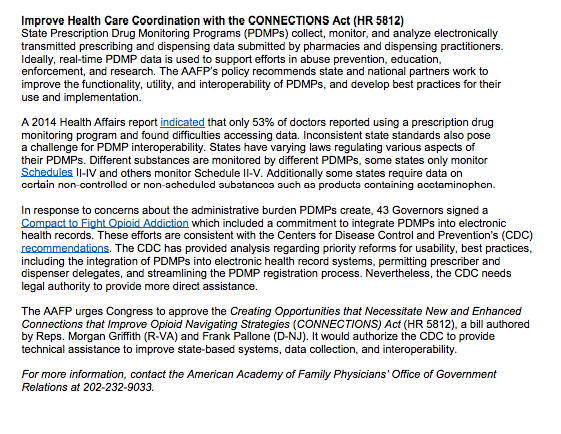 Improve Health Care Coordination with the CONNECTIONS Act (HR 5812)
State Prescription Drug Monitoring Programs (PDMPs) collect, monitor, and analyze electronically
transmitted prescribing and dispensing data submitted by pharmacies and dispensing practitioners.
Ideally, real-time PDMP data is used to support efforts in abuse prevention, education,
enforcement, and research. The AAFP's policy recommends state and national partners work to
improve the functionality, utility, and interoperability of PDMPs, and develop best practices for their
use and implementation.
A 2014 Health Affairs report indicated that only 53% of doctors reported using a prescription drug
monitoring program and found difficulties accessing data. Inconsistent state standards also pose
a challenge for PDMP interoperability. States have varying laws regulating various aspects of
their PDMPs. Different substances are monitored by different PDMPs, some states only monitor
Schedules II-IV and others monitor Schedule II-V. Additionally some states require data on
certain non-controlled or non-scheduled substances such as products containing acetaminophen.
In response to concerns about the administrative burden PDMPs create, 43 Governors signed a
Compact to Fight Opioid Addiction which included a commitment to integrate PDMPs into electronic
health records. These efforts are consistent with the Centers for Disease Control and Prevention's (CDC)
recommendations. The CDC has provided analysis regarding priority reforms for usability, best practices,
including the integration of PDMPs into electronic health record systems, permitting prescriber and
dispenser delegates, and streamlining the PDMP registration process. Nevertheless, the CDC needs
legal authority to provide more direct assistance.
The AAFP urges Congress to approve the Creating Opportunities that Necessitate New and Enhanced
Connections that Improve Opioid Navigating Strategies (CONNECTIONS) Act (HR 5812), a bill authored
by Reps. Morgan Griffith (R-VA) and Frank Pallone (D-NJ). It would authorize the CDC to provide
technical assistance to improve state-based systems, data collection, and interoperability.
For more information, contact the American Academy of Family Physicians' Office of Government
Relations at 202-232-9033.